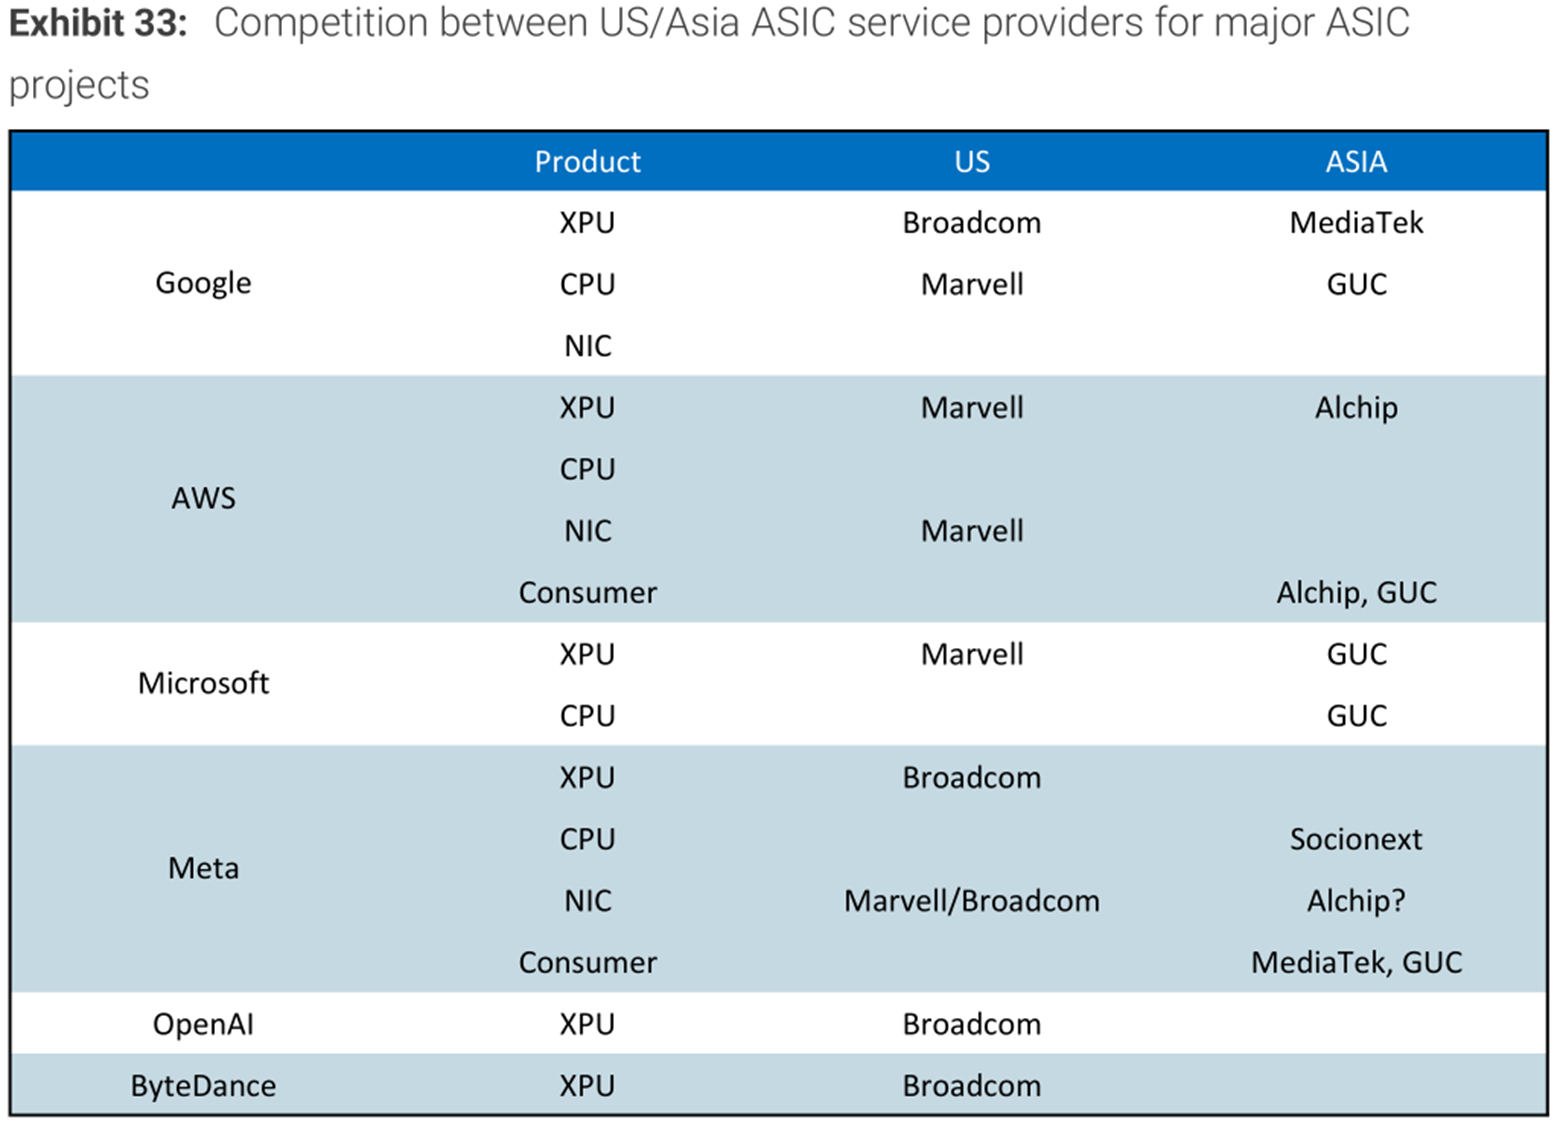 Exhibit 33: Competition between US/Asia ASIC service providers for major ASIC
projects
Product US ASIA
Google
XPU Broadcom MediaTek
CPU Marvell GUC
NIC
AWS
XPU Marvell Alchip
CPU
NIC Marvell
Consumer Alchip, GUC
Microsoft
XPU Marvell GUC
CPU GUC
Meta
XPU Broadcom
CPU Socionext
NIC Marvell/Broadcom Alchip?
Consumer MediaTek, GUC
OpenAI XPU Broadcom
ByteDance XPU Broadcom